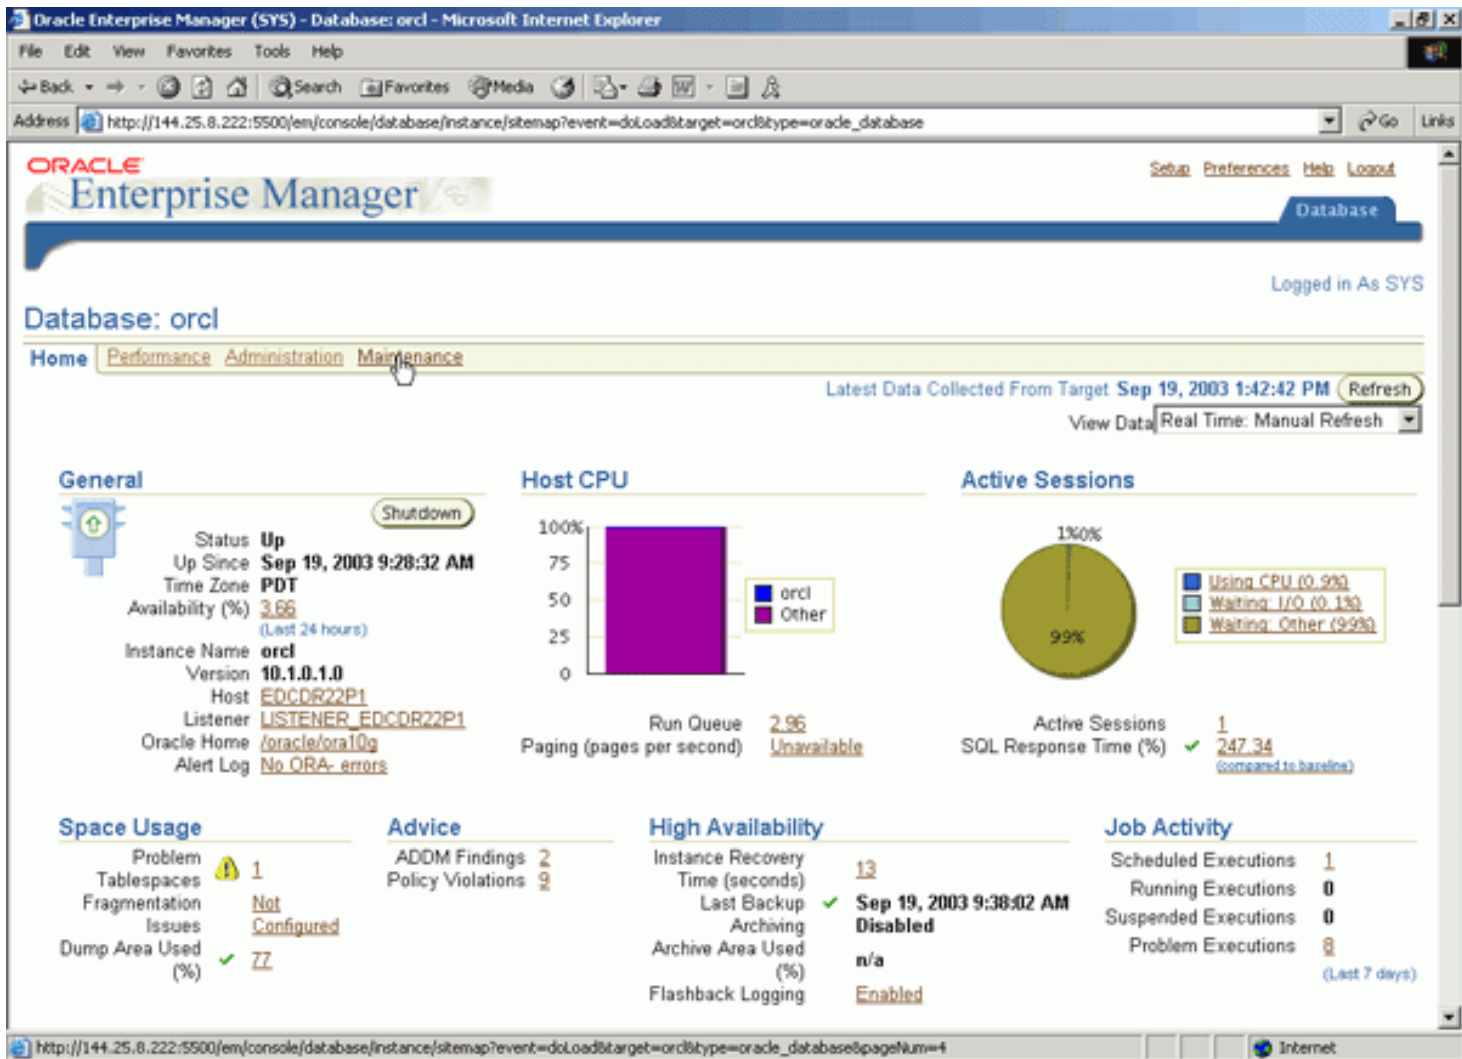 Oracle Enterprise Manager (SYS) - Database: orcl - Microsoft Internet Explorer
File Edit View Favorites Tools Help
Back Search Favorites Media
Address http://144.25.8.222:5500/em/console/database/instance/sitemap?event=doLoad&target=orcl&type=oracle_database Go Links
ORACLE
Enterprise Manager
Setup Preferences Help Logout
Database
Logged in As SYS
Database: orcl
Home Performance Administration Maintenance
Latest Data Collected From Target Sep 19, 2003 1:42:42 PM Refresh
View Data Real Time: Manual Refresh
General
Shutdown
Status Up
Up Since Sep 19, 2003 9:28:32 AM
Time Zone PDT
Availability (%) 3.66
(Last 24 hours)
Instance Name orcl
Version 10.1.0.1.0
Host EDCDR22P1
Listener LISTENER_EDCDR22P1
Oracle Home /oracle/ora10g
Alert Log No ORA- errors
Host CPU
100%
75
50
25
0
orcl
Other
Run Queue 2.96
Paging (pages per second) Unavailable
Active Sessions
1%0%
99%
Using CPU (0.9%)
Waiting: I/O (0.1%)
Waiting: Other (99%)
Active Sessions 1
SQL Response Time (%) 247.34
(compared to baseline)
Space Usage
Problem
Tablespaces 1
Fragmentation Not
Issues Configured
Dump Area Used
(%) 77
Advice
ADDM Findings 2
Policy Violations 9
High Availability
Instance Recovery
Time (seconds) 13
Last Backup Sep 19, 2003 9:38:02 AM
Archiving Disabled
Archive Area Used
(%) n/a
Flashback Logging Enabled
Job Activity
Scheduled Executions 1
Running Executions 0
Suspended Executions 0
Problem Executions 8
(Last 7 days)
http://144.25.8.222:5500/em/console/database/instance/sitemap?event=doLoad&target=orcl&type=oracle_database&pageNum=4 Internet